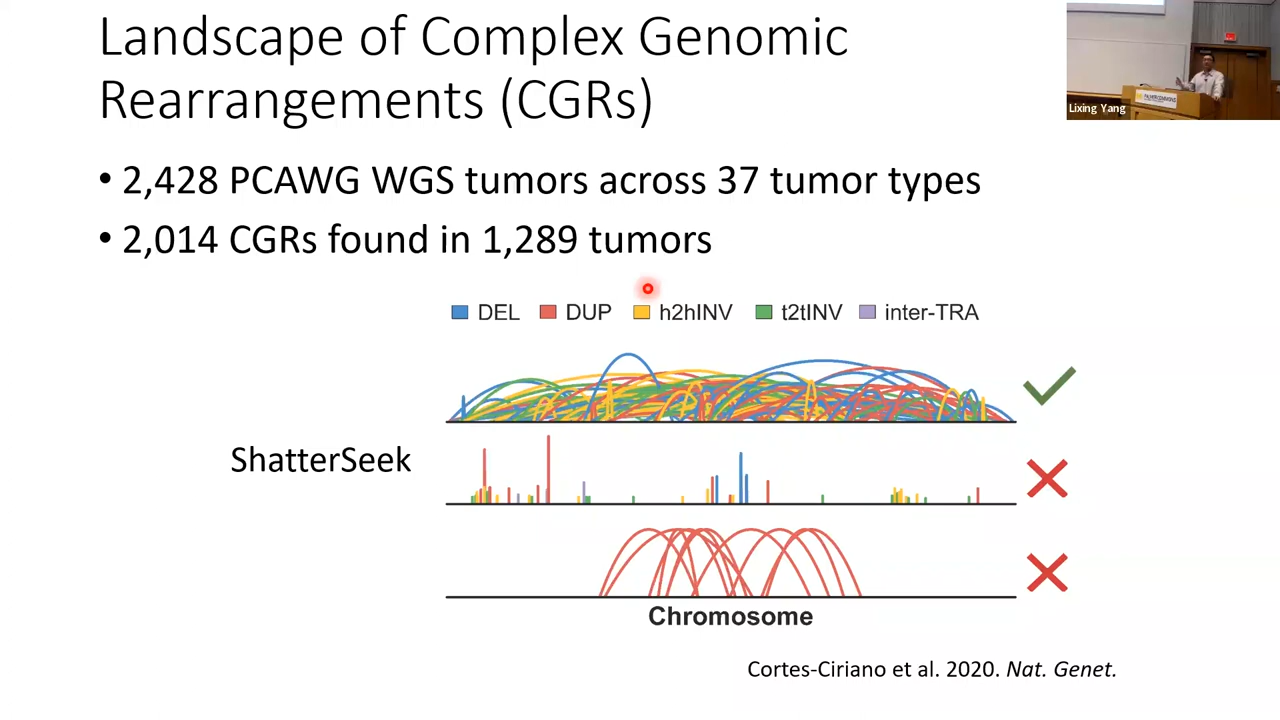 Landscape of Complex Genomic
Rearrangements (CGRs)
Lixing Yang
• 2,428 PCAWG WGS tumors across 37 tumor types
• 2,014 CGRs found in 1,289 tumors
DEL DUP h2hINV t2tINV inter-TRA
ShatterSeek
Chromosome
Cortes-Ciriano et al. 2020. Nat. Genet.